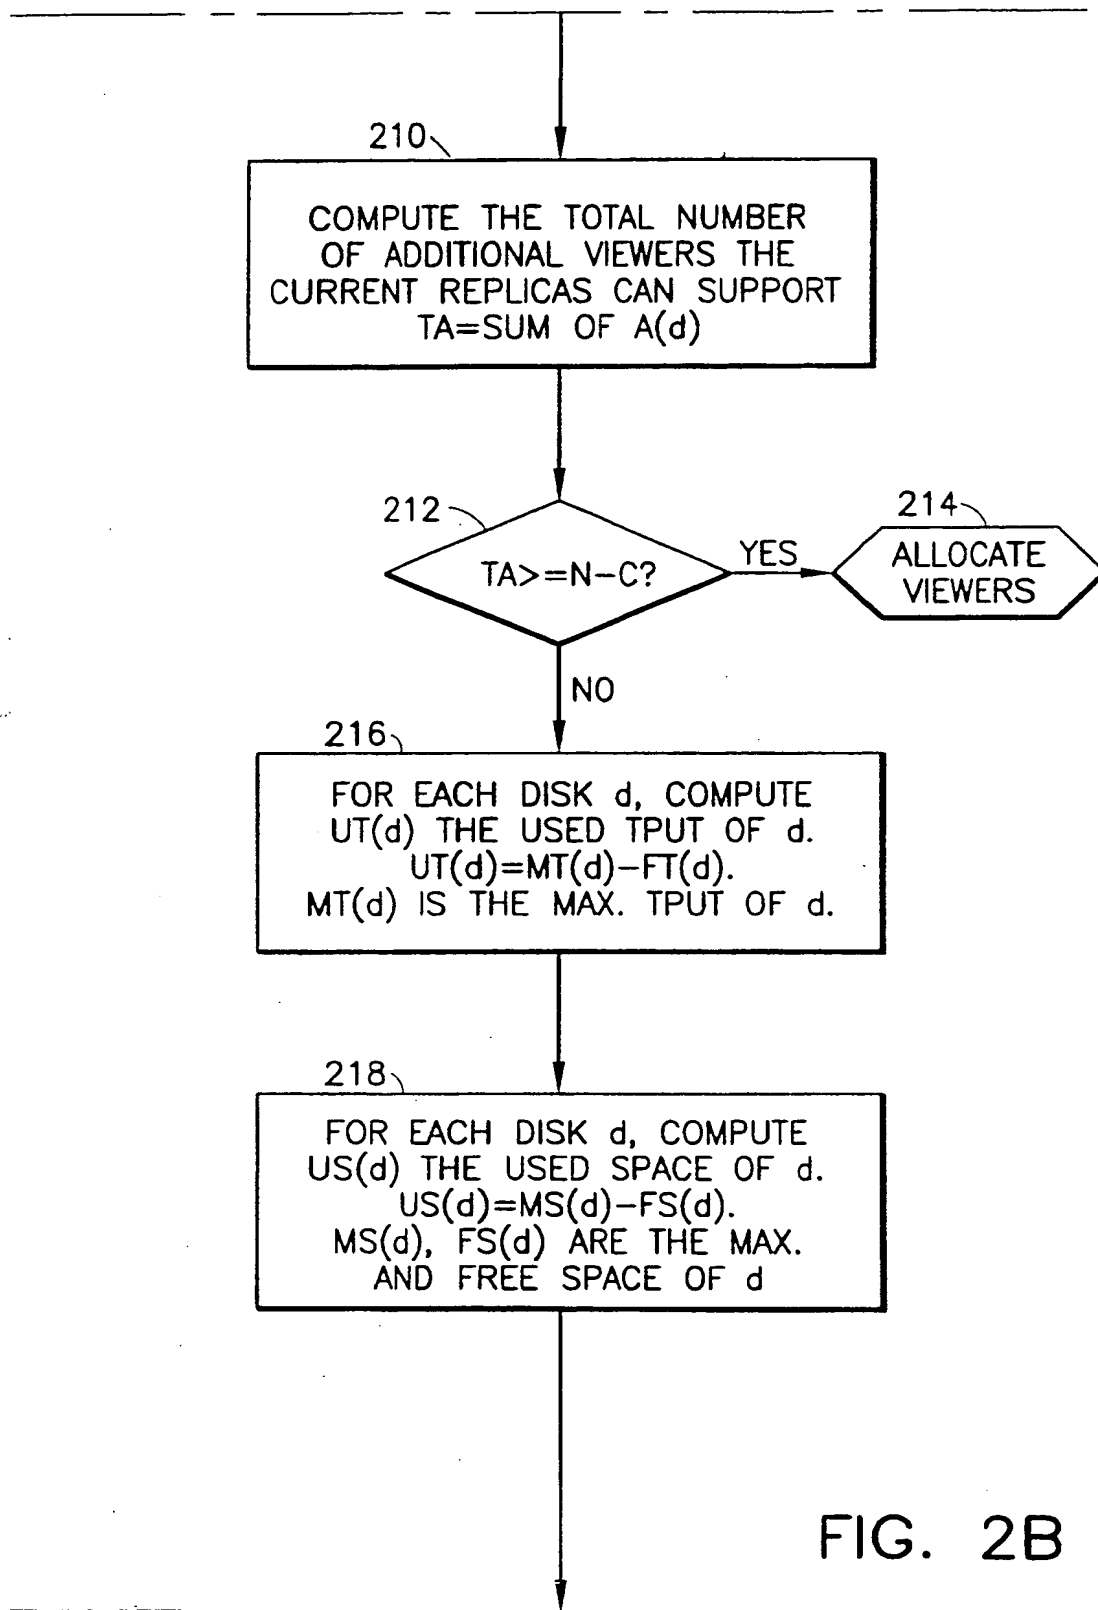 210
COMPUTE THE TOTAL NUMBER
OF ADDITIONAL VIEWERS THE
CURRENT REPLICAS CAN SUPPORT
TA=SUM OF A(d)
212
TA>=N-C?
YES
214
ALLOCATE
VIEWERS
NO
216
FOR EACH DISK d, COMPUTE
UT(d) THE USED TPUT OF d.
UT(d)=MT(d)-FT(d).
MT(d) IS THE MAX. TPUT OF d.
218
FOR EACH DISK d, COMPUTE
US(d) THE USED SPACE OF d.
US(d)=MS(d)-FS(d).
MS(d), FS(d) ARE THE MAX.
AND FREE SPACE OF d
FIG. 2B